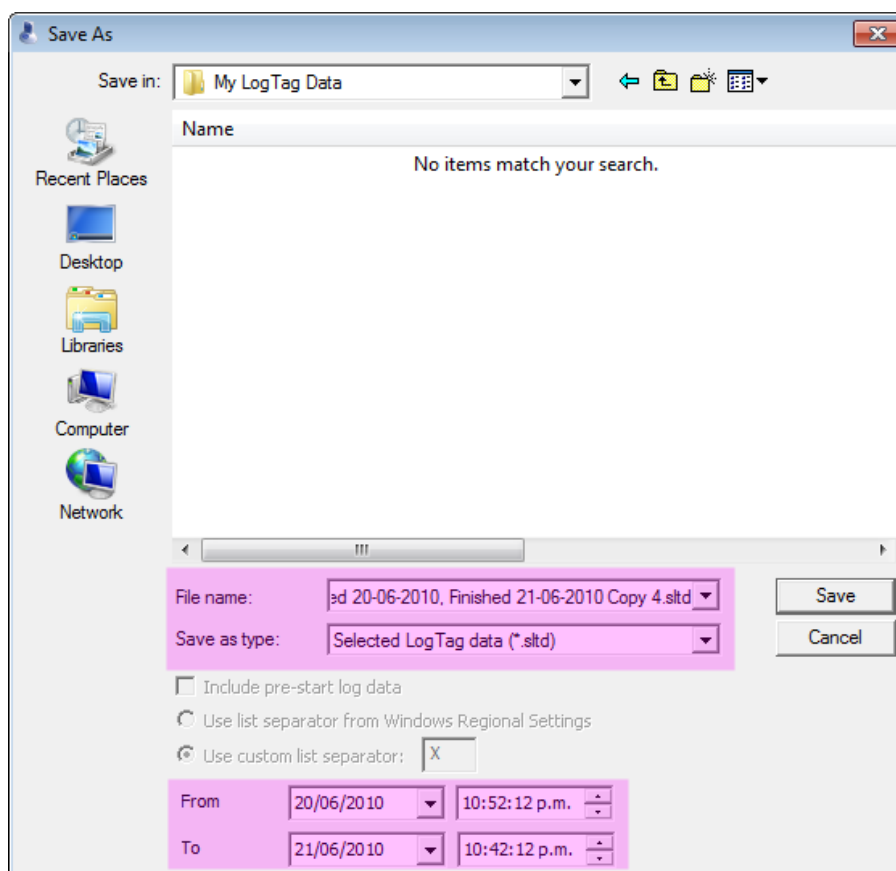 Save As
Save in: My LogTag Data
Name
No items match your search.
Recent Places
Desktop
Libraries
Computer
Network
File name: ed 20-06-2010, Finished 21-06-2010 Copy 4.sltd
Save
Save as type: Selected LogTag data (*.sltd)
Cancel
Include pre-start log data
Use list separator from Windows Regional Settings
Use custom list separator: X
From 20/06/2010 10:52:12 p.m.
To 21/06/2010 10:42:12 p.m.